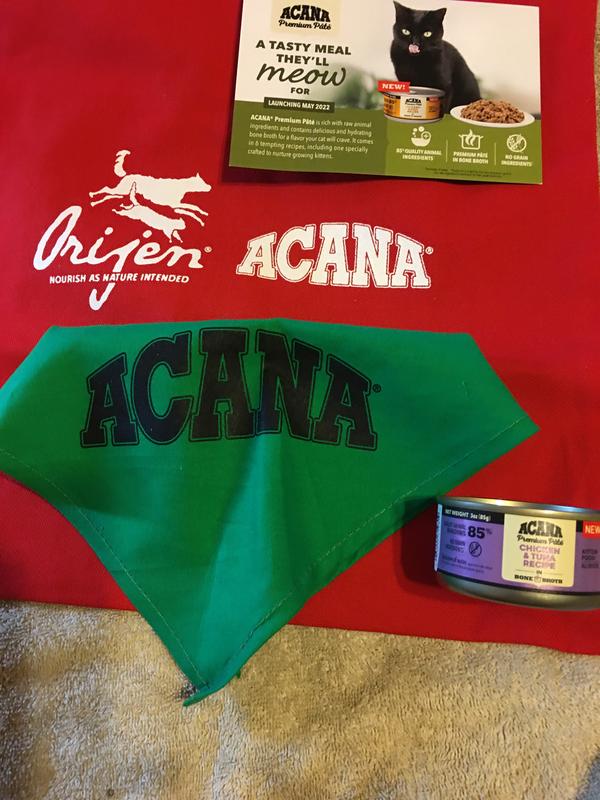 ACANA
Premium Pâté
A TASTY MEAL
THEY'LL
meow
FOR
NEW!
LAUNCHING MAY 2022
ACANA® Premium Pâté is rich with raw animal
ingredients and contains delicious and hydrating
bone broth for a flavor your cat will crave. It comes
in 6 tempting recipes, including one specially
crafted to nurture growing kittens.
85% QUALITY ANIMAL
INGREDIENTS
PREMIUM PÂTÉ
IN BONE BROTH
NO GRAIN
INGREDIENTS
Orijen®
NOURISH AS NATURE INTENDED
ACANA®
ACANA®
NET WEIGHT 3oz (85g)
85%
ACANA
Premium Pâté
CHICKEN
& TUNA
RECIPE
IN
BONE BROTH
NEW
KITTEN
FOOD